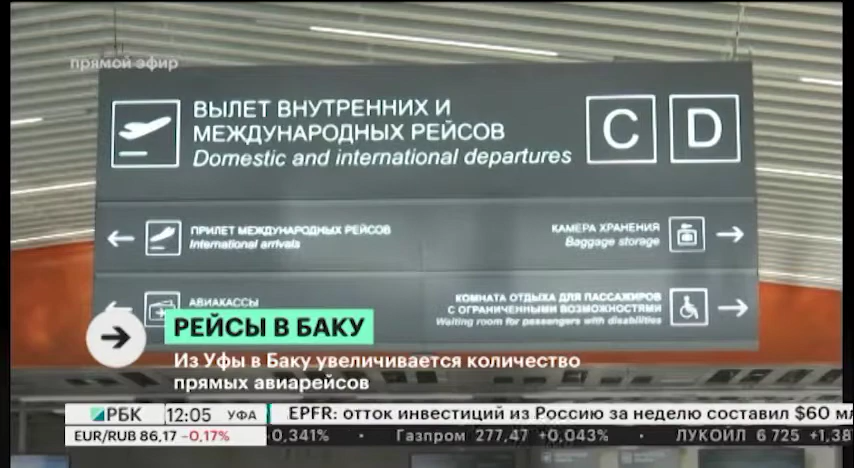 прямой эфир
ВЫЛЕТ ВНУТРЕННИХ И
МЕЖДУНАРОДНЫХ РЕЙСОВ
Domestic and international departures
C D
ПРИЛЕТ МЕЖДУНАРОДНЫХ РЕЙСОВ
International arrivals
КАМЕРА ХРАНЕНИЯ
Baggage storage
АВИАКАССЫ
КОМНАТА ОТДЫХА ДЛЯ ПАССАЖИРОВ
С ОГРАНИЧЕННЫМИ ВОЗМОЖНОСТЯМИ
Waiting room for passengers with disabilities
РЕЙСЫ В БАКУ
Из Уфы в Баку увеличивается количество
прямых авиарейсов
РБК 12:05 УФА EPFR: отток инвестиций из Россию за неделю составил $60 мл
EUR/RUB 86,17 -0,17% 0,341% · Газпром 277,47 +0,043% · ЛУКОЙЛ 6 725 +1,38